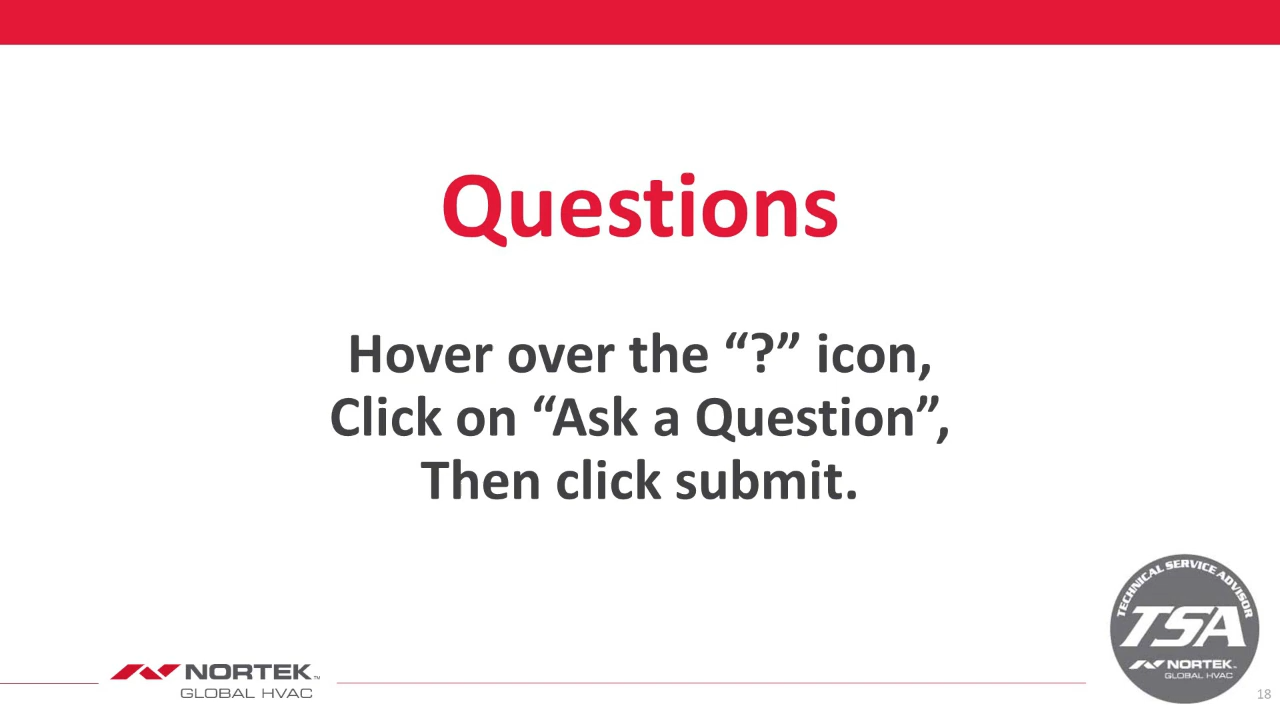 Questions
Hover over the “?” icon,
Click on “Ask a Question”,
Then click submit.
TECHNICAL SERVICE ADVISOR
TSA
NORTEK
GLOBAL HVAC
NORTEK™
GLOBAL HVAC
18